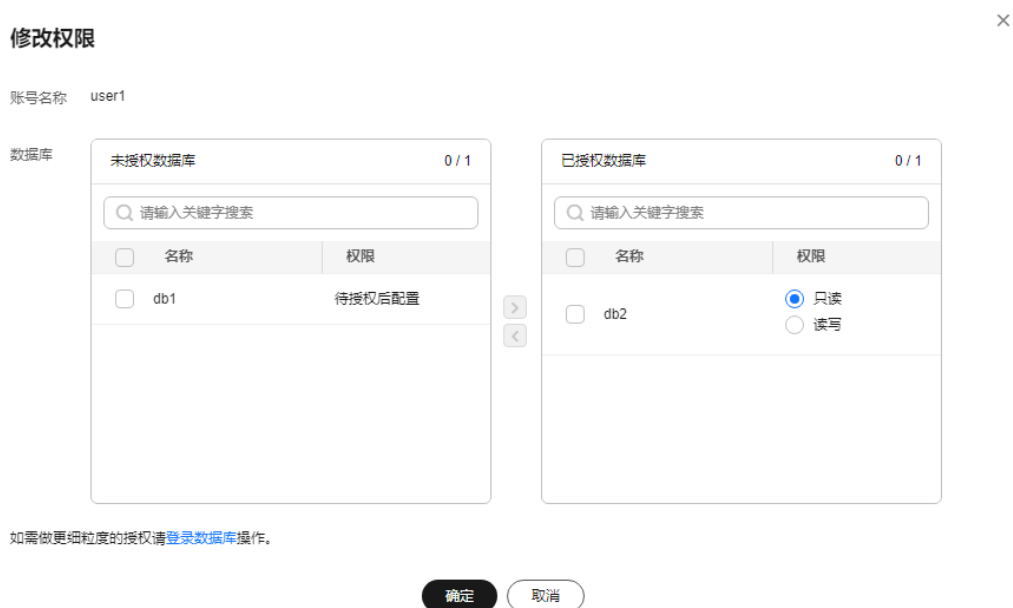 修改权限
账号名称 user1
数据库
未授权数据库 0 / 1
请输入关键字搜索
名称 权限
db1 待授权后配置
已授权数据库 0 / 1
请输入关键字搜索
名称 权限
db2
只读
读写
如需做更细粒度的授权请登录数据库操作。
确定 取消